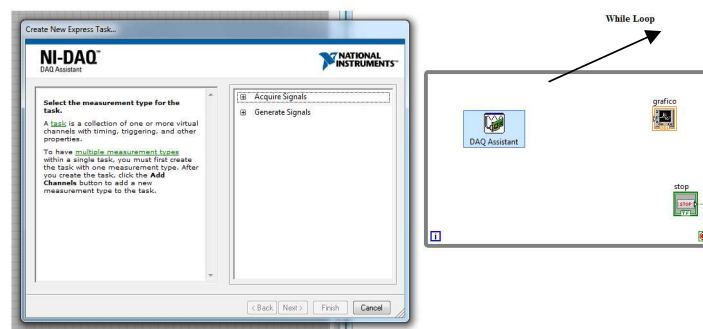 Create New Express Task...
NI-DAQ™
DAQ Assistant
NATIONAL
INSTRUMENTS™
Select the measurement type for the
task.
A task is a collection of one or more virtual
channels with timing, triggering, and other
properties.
To have multiple measurement types
within a single task, you must first create
the task with one measurement type. After
you create the task, click the Add
Channels button to add a new
measurement type to the task.
Acquire Signals
Generate Signals
< Back
Next >
Finish
Cancel
While Loop
DAQ Assistant
grafico
stop
STOP
TF
i